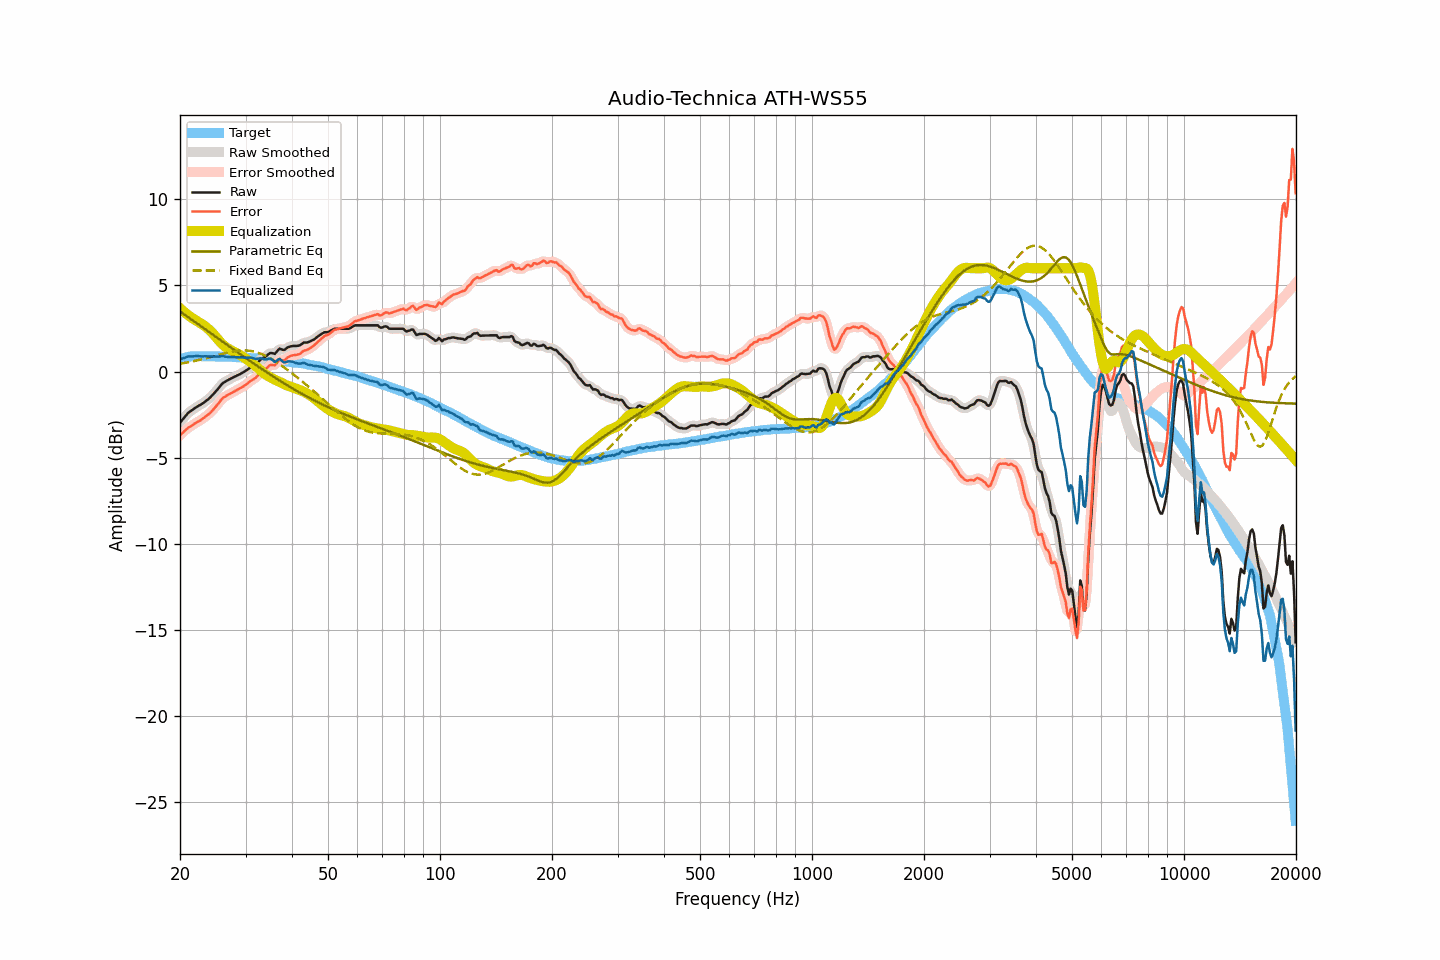 Audio-Technica ATH-WS55
Target
Raw Smoothed
Error Smoothed
Raw
Error
Equalization
Parametric Eq
Fixed Band Eq
Equalized
10
5
0
−5
−10
−15
−20
−25
Amplitude (dBr)
20 50 100 200 500 1000 2000 5000 10000 20000
Frequency (Hz)